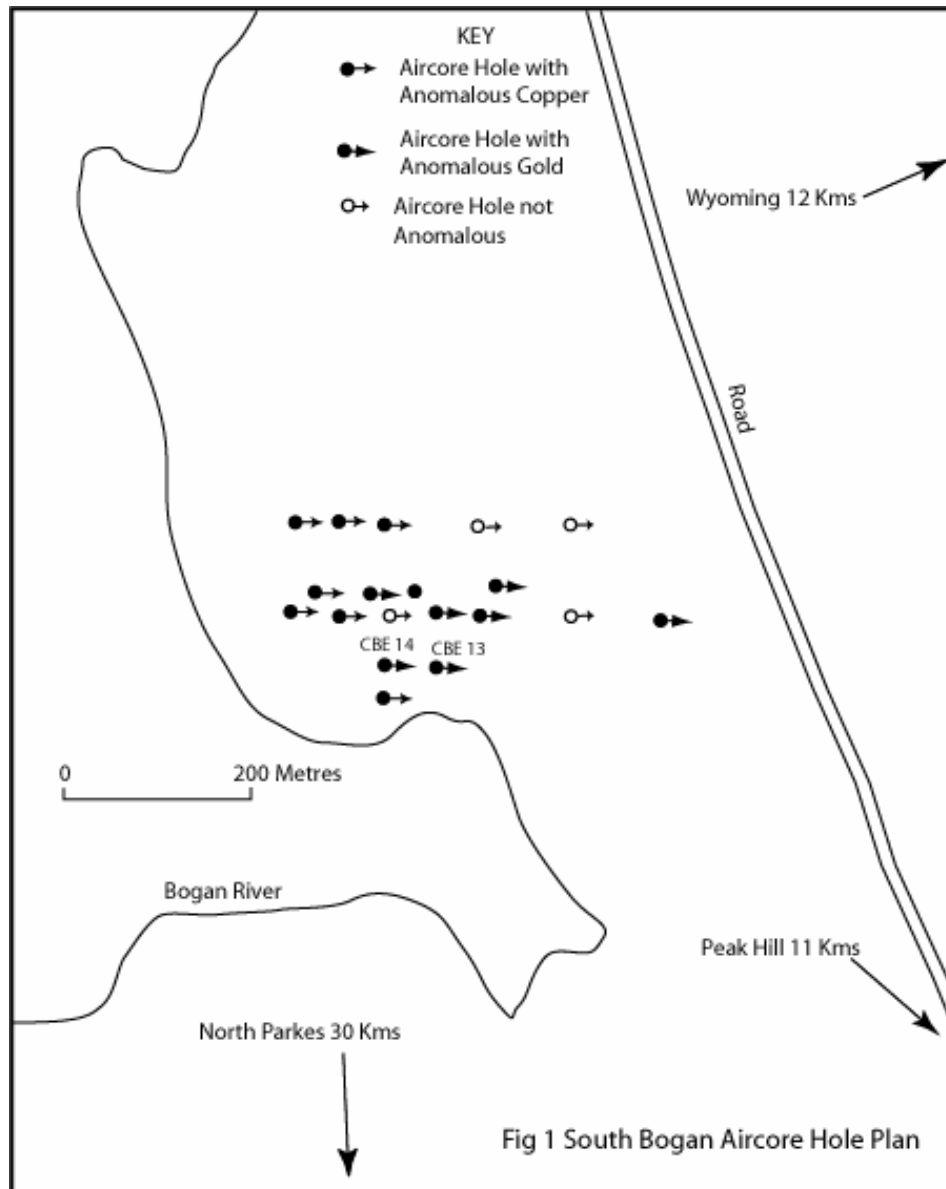 KEY
Aircore Hole with
Anomalous Copper
Aircore Hole with
Anomalous Gold
Aircore Hole not
Anomalous
Wyoming 12 Kms
Road
CBE 14
CBE 13
0
200 Metres
Bogan River
Peak Hill 11 Kms
North Parkes 30 Kms
Fig 1 South Bogan Aircore Hole Plan